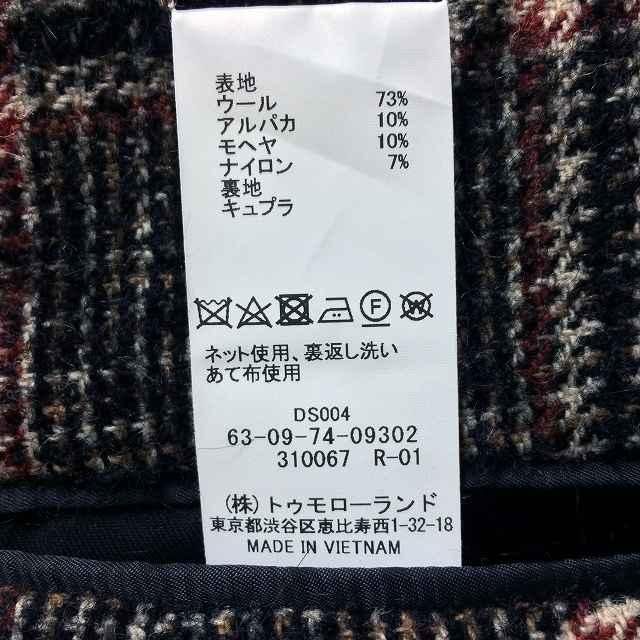 表地
ウール 73%
アルパカ 10%
モヘヤ 10%
ナイロン 7%
裏地
キュプラ
F W
ネット使用、裏返し洗い
あて布使用
DS004
63-09-74-09302
310067 R-01
(株)トゥモローランド
東京都渋谷区恵比寿西1-32-18
MADE IN VIETNAM